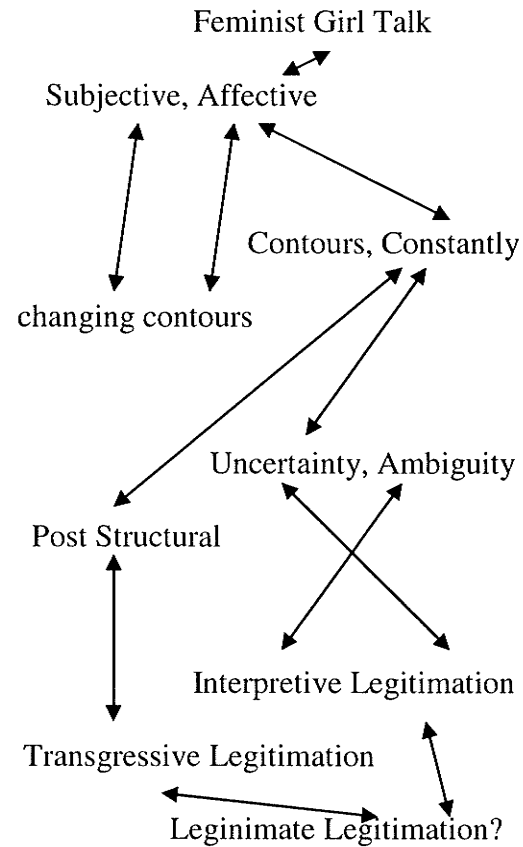 Feminist Girl Talk
Subjective, Affective
Contours, Constantly
changing contours
Uncertainty, Ambiguity
Post Structural
Interpretive Legitimation
Transgressive Legitimation
Leginimate Legitimation?